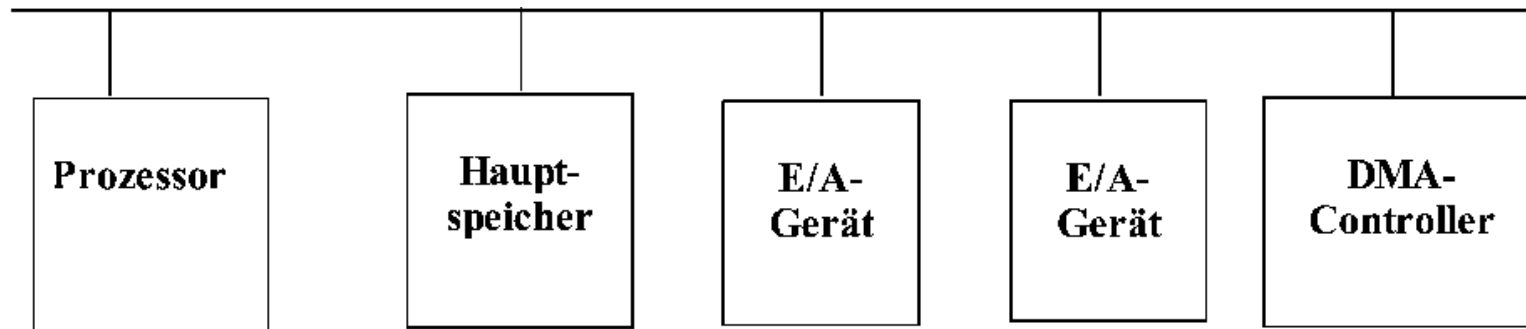 Prozessor
Haupt-
speicher
E/A-
Gerät
E/A-
Gerät
DMA-
Controller